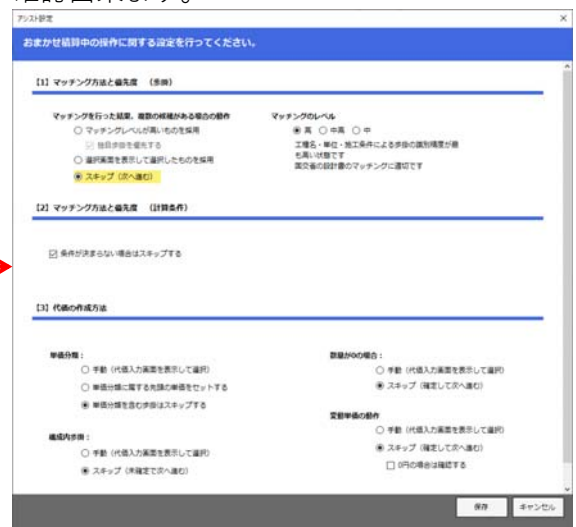 アシスト設定
おまかせ積算中の操作に関する設定を行ってください。
【1】マッチング方法と優先度 (歩掛)
マッチングを行った結果、複数の候補がある場合の動作
マッチングレベルが高いものを採用
独自歩掛を優先する
選択画面を表示して選択したものを採用
スキップ (次へ進む)
マッチングのレベル
高 中高 中
工種名・単位・施工条件による歩掛の識別精度が最
も高い状態です
国交省の設計書のマッチングに適切です
【2】マッチング方法と優先度 (計算条件)
条件が決まらない場合はスキップする
【3】代価の作成方法
単価分類:
手動 (代価入力画面を表示して選択)
単価分類に属する先頭の単価をセットする
単価分類を含む歩掛はスキップする
構成内歩掛:
手動 (代価入力画面を表示して選択)
スキップ (未確定で次へ進む)
数量が0の場合:
手動 (代価入力画面を表示して選択)
スキップ (確定して次へ進む)
変動単価の動作
手動 (代価入力画面を表示して選択)
スキップ (確定して次へ進む)
0円の場合は確認する
保存 キャンセル